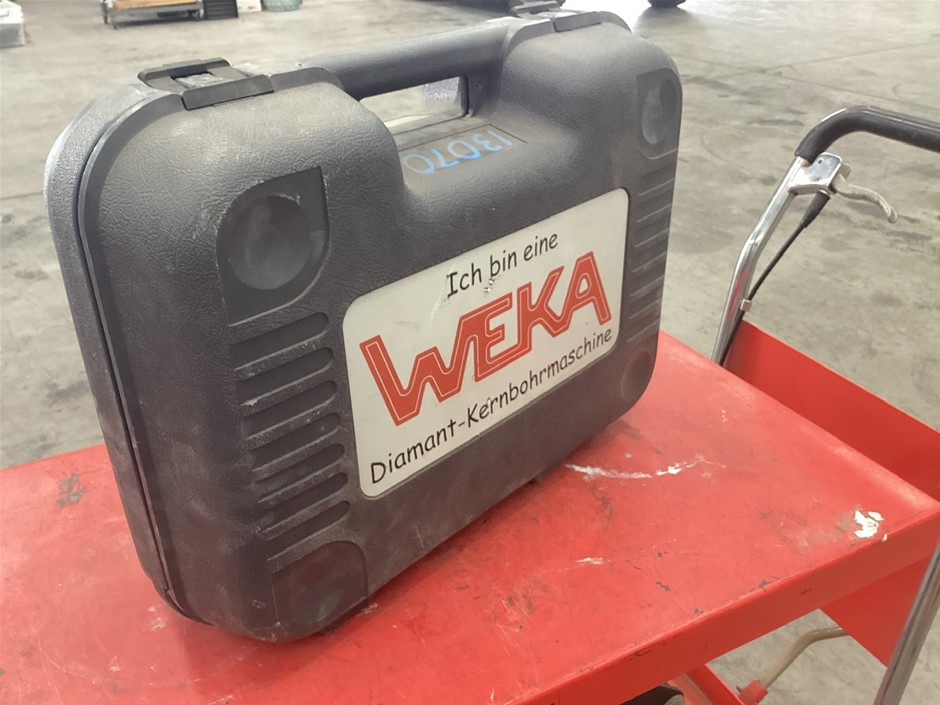 13070
Ich bin eine
WEKA
Diamant-Kernbohrmaschine